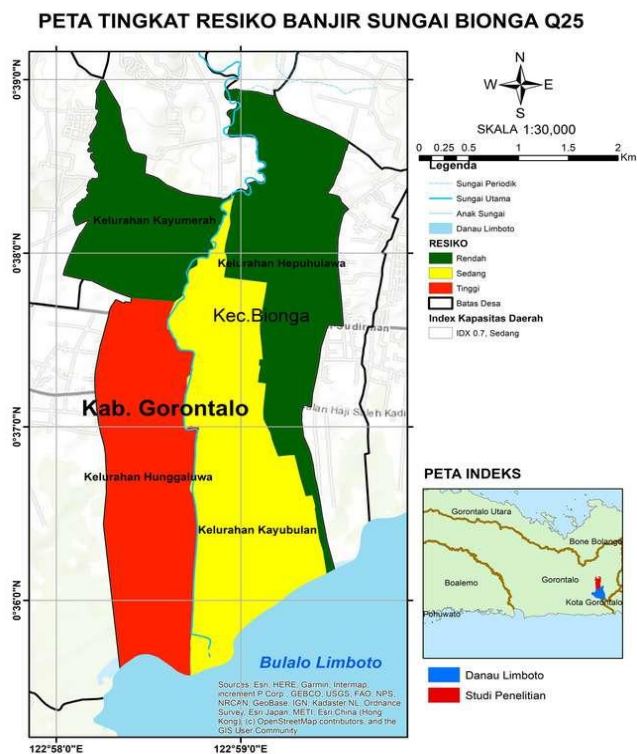 PETA TINGKAT RESIKO BANJIR SUNGAI BIONGA Q25
0°39'0"N
0°38'0"N
0°37'0"N
0°36'0"N
Kelurahan Kayumerah
Kelurahan Hepuhulawa
Kec.Bionga
Sudirman
Kab. Gorontalo
alan Haji Saleh Kadi
Kelurahan Hunggaluwa
Kelurahan Kayubulan
Bulalo Limboto
Sources: Esri, HERE, Garmin, Intermap,
increment P Corp., GEBCO, USGS, FAO, NPS,
NRCAN, GeoBase, IGN, Kadaster NL, Ordnance
Survey, Esri Japan, METI, Esri China (Hong
Kong), (c) OpenStreetMap contributors, and the
GIS User Community
122°58'0"E
122°59'0"E
N
W E
S
SKALA 1:30,000
0 0.25 0.5 1 1.5 2
Km
Legenda
Sungai Periodik
Sungai Utama
Anak Sungai
Danau Limboto
RESIKO
Rendah
Sedang
Tinggi
Batas Desa
Index Kapasitas Daerah
IDX 0.7, Sedang
PETA INDEKS
Gorontalo Utara
Bone Bolango
Boalemo
Gorontalo
Pohuwato
Kota Gorontalo
Danau Limboto
Studi Penelitian